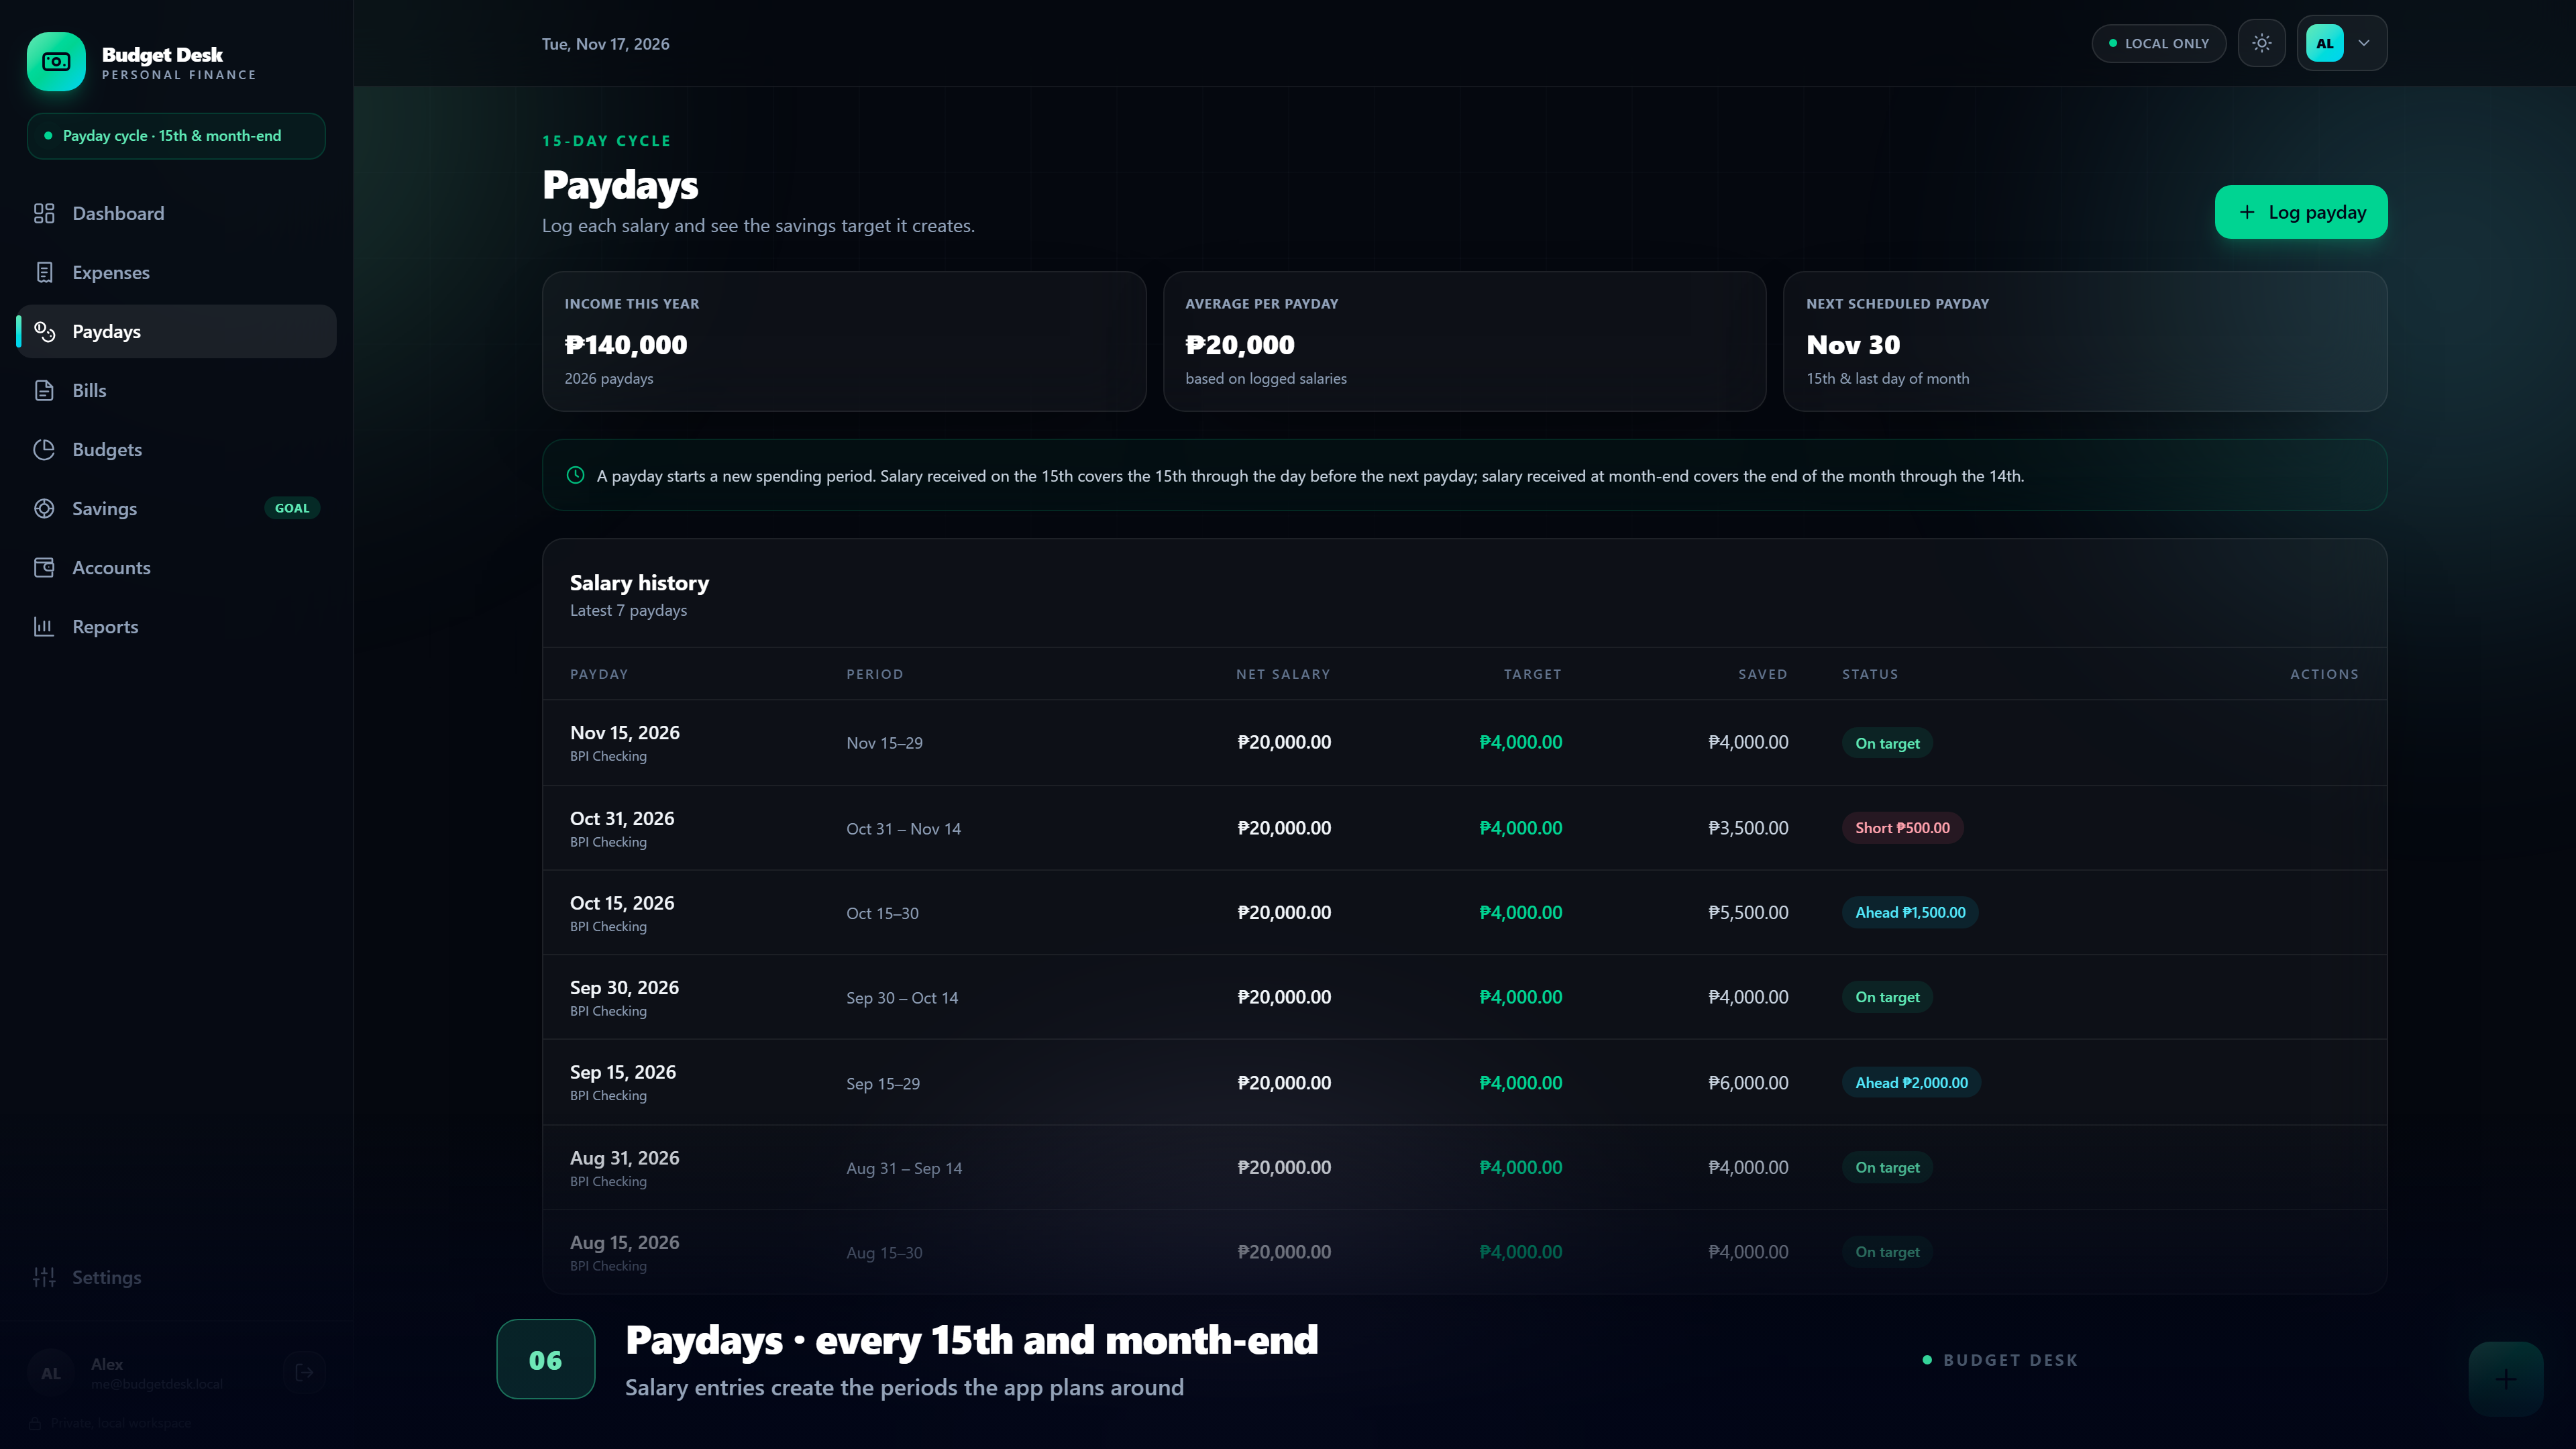 Budget Desk
PERSONAL FINANCE
Payday cycle · 15th & month-end
Dashboard
Expenses
Paydays
Bills
Budgets
Savings GOAL
Accounts
Reports
Settings
AL Alex
me@budgetdesk.local
Private, local workspace
Tue, Nov 17, 2026
LOCAL ONLY
AL
15-DAY CYCLE
Paydays
Log each salary and see the savings target it creates.
+ Log payday
INCOME THIS YEAR
₱140,000
2026 paydays
AVERAGE PER PAYDAY
₱20,000
based on logged salaries
NEXT SCHEDULED PAYDAY
Nov 30
15th & last day of month
A payday starts a new spending period. Salary received on the 15th covers the 15th through the day before the next payday; salary received at month-end covers the end of the month through the 14th.
Salary history
Latest 7 paydays
PAYDAY PERIOD NET SALARY TARGET SAVED STATUS ACTIONS
Nov 15, 2026 Nov 15–29 ₱20,000.00 ₱4,000.00 ₱4,000.00 On target
BPI Checking
Oct 31, 2026 Oct 31 – Nov 14 ₱20,000.00 ₱4,000.00 ₱3,500.00 Short ₱500.00
BPI Checking
Oct 15, 2026 Oct 15–30 ₱20,000.00 ₱4,000.00 ₱5,500.00 Ahead ₱1,500.00
BPI Checking
Sep 30, 2026 Sep 30 – Oct 14 ₱20,000.00 ₱4,000.00 ₱4,000.00 On target
BPI Checking
Sep 15, 2026 Sep 15–29 ₱20,000.00 ₱4,000.00 ₱6,000.00 Ahead ₱2,000.00
BPI Checking
Aug 31, 2026 Aug 31 – Sep 14 ₱20,000.00 ₱4,000.00 ₱4,000.00 On target
BPI Checking
Aug 15, 2026 Aug 15–30 ₱20,000.00 ₱4,000.00 ₱4,000.00 On target
BPI Checking
06
Paydays · every 15th and month-end
Salary entries create the periods the app plans around
BUDGET DESK